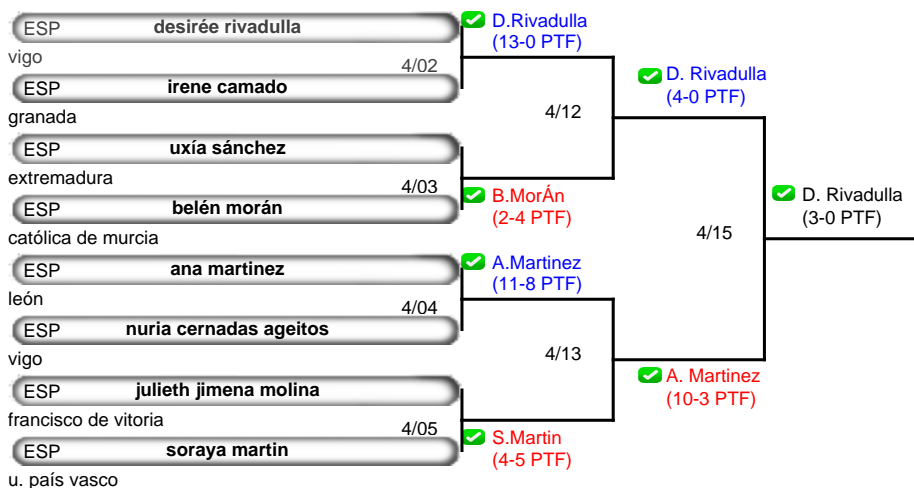 ESP desirée rivadulla
vigo
4/02
ESP irene camado
granada
ESP uxía sánchez
extremadura
4/03
ESP belén morán
católica de murcia
ESP ana martinez
león
4/04
ESP nuria cernadas ageitos
vigo
ESP julieth jimena molina
francisco de vitoria
4/05
ESP soraya martin
u. país vasco
D.Rivadulla
(13-0 PTF)
4/12
B.MorÁn
(2-4 PTF)
A.Martinez
(11-8 PTF)
4/13
S.Martin
(4-5 PTF)
D. Rivadulla
(4-0 PTF)
4/15
A. Martinez
(10-3 PTF)
D. Rivadulla
(3-0 PTF)